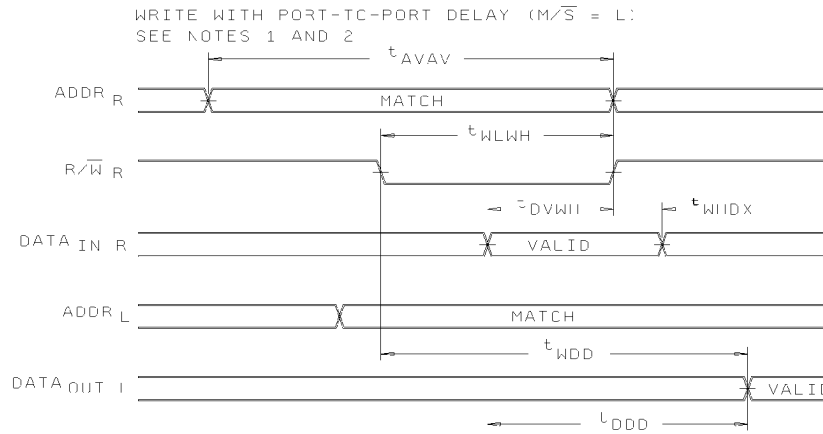 WRITE WITH PORT-TO-PORT DELAY (M/S = L)
SEE NOTES 1 AND 2
tAVAV
ADDR R
MATCH
tWLWH
R/W R
tDVWH
tWHDX
DATA IN R
VALID
ADDR L
MATCH
tWDD
DATA OUT L
VALID
tDDD